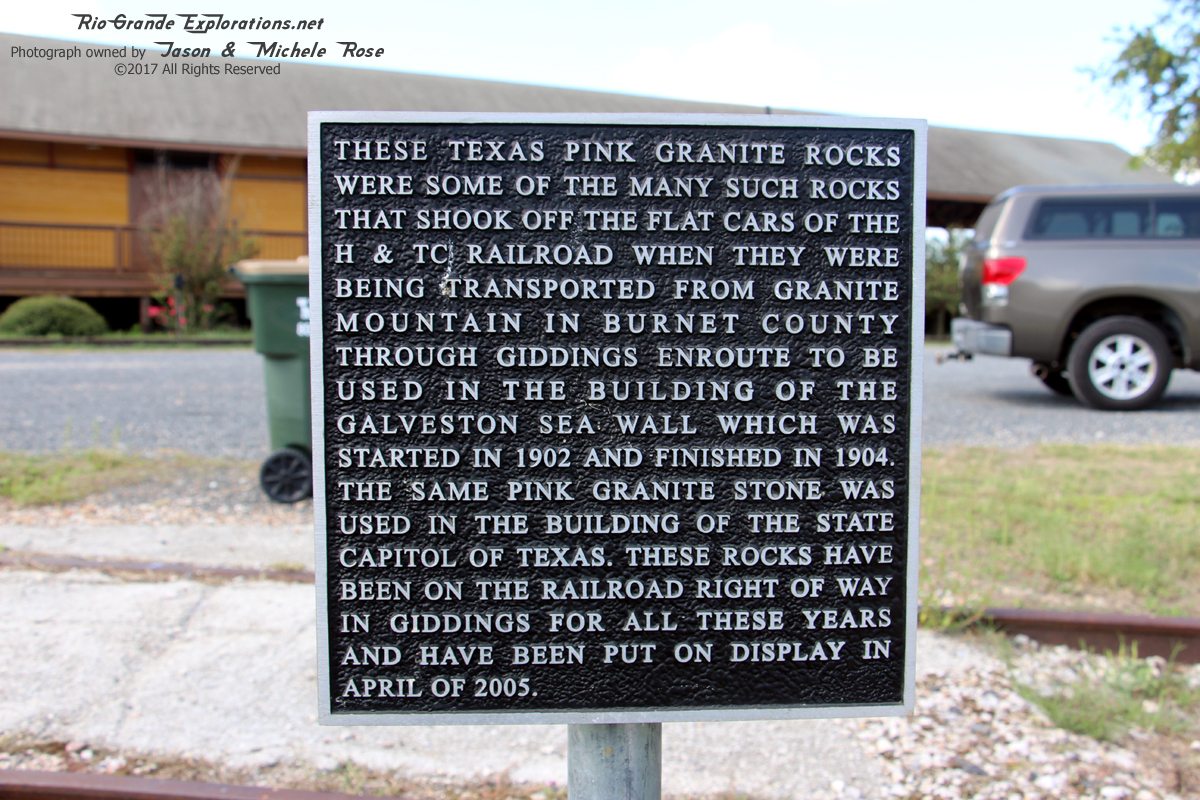 Rio Grande Explorations.net
Photograph owned by Jason & Michele Rose
©2017 All Rights Reserved
THESE TEXAS PINK GRANITE ROCKS
WERE SOME OF THE MANY SUCH ROCKS
THAT SHOOK OFF THE FLAT CARS OF THE
H & TC RAILROAD WHEN THEY WERE
BEING TRANSPORTED FROM GRANITE
MOUNTAIN IN BURNET COUNTY
THROUGH GIDDINGS ENROUTE TO BE
USED IN THE BUILDING OF THE
GALVESTON SEA WALL WHICH WAS
STARTED IN 1902 AND FINISHED IN 1904.
THE SAME PINK GRANITE STONE WAS
USED IN THE BUILDING OF THE STATE
CAPITOL OF TEXAS. THESE ROCKS HAVE
BEEN ON THE RAILROAD RIGHT OF WAY
IN GIDDINGS FOR ALL THESE YEARS
AND HAVE BEEN PUT ON DISPLAY IN
APRIL OF 2005.